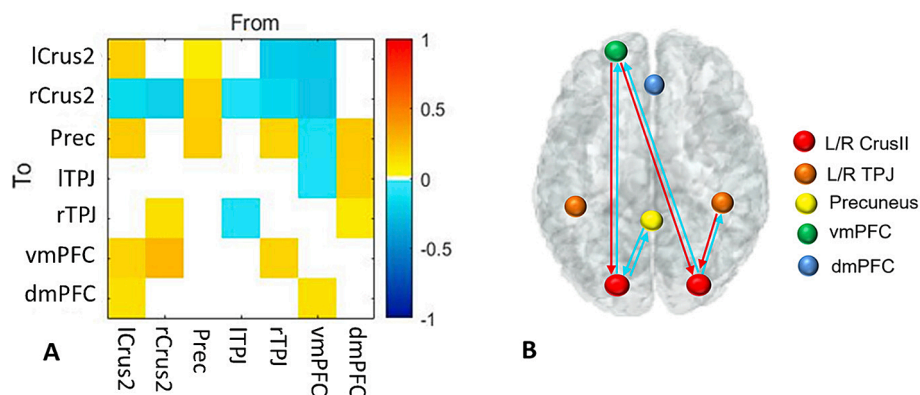 From
To
lCrus2
rCrus2
Prec
lTPJ
rTPJ
vmPFC
dmPFC
lCrus2
rCrus2
Prec
lTPJ
rTPJ
vmPFC
dmPFC
1
0.5
0
-0.5
-1
A
L/R CrusII
L/R TPJ
Precuneus
vmPFC
dmPFC
B